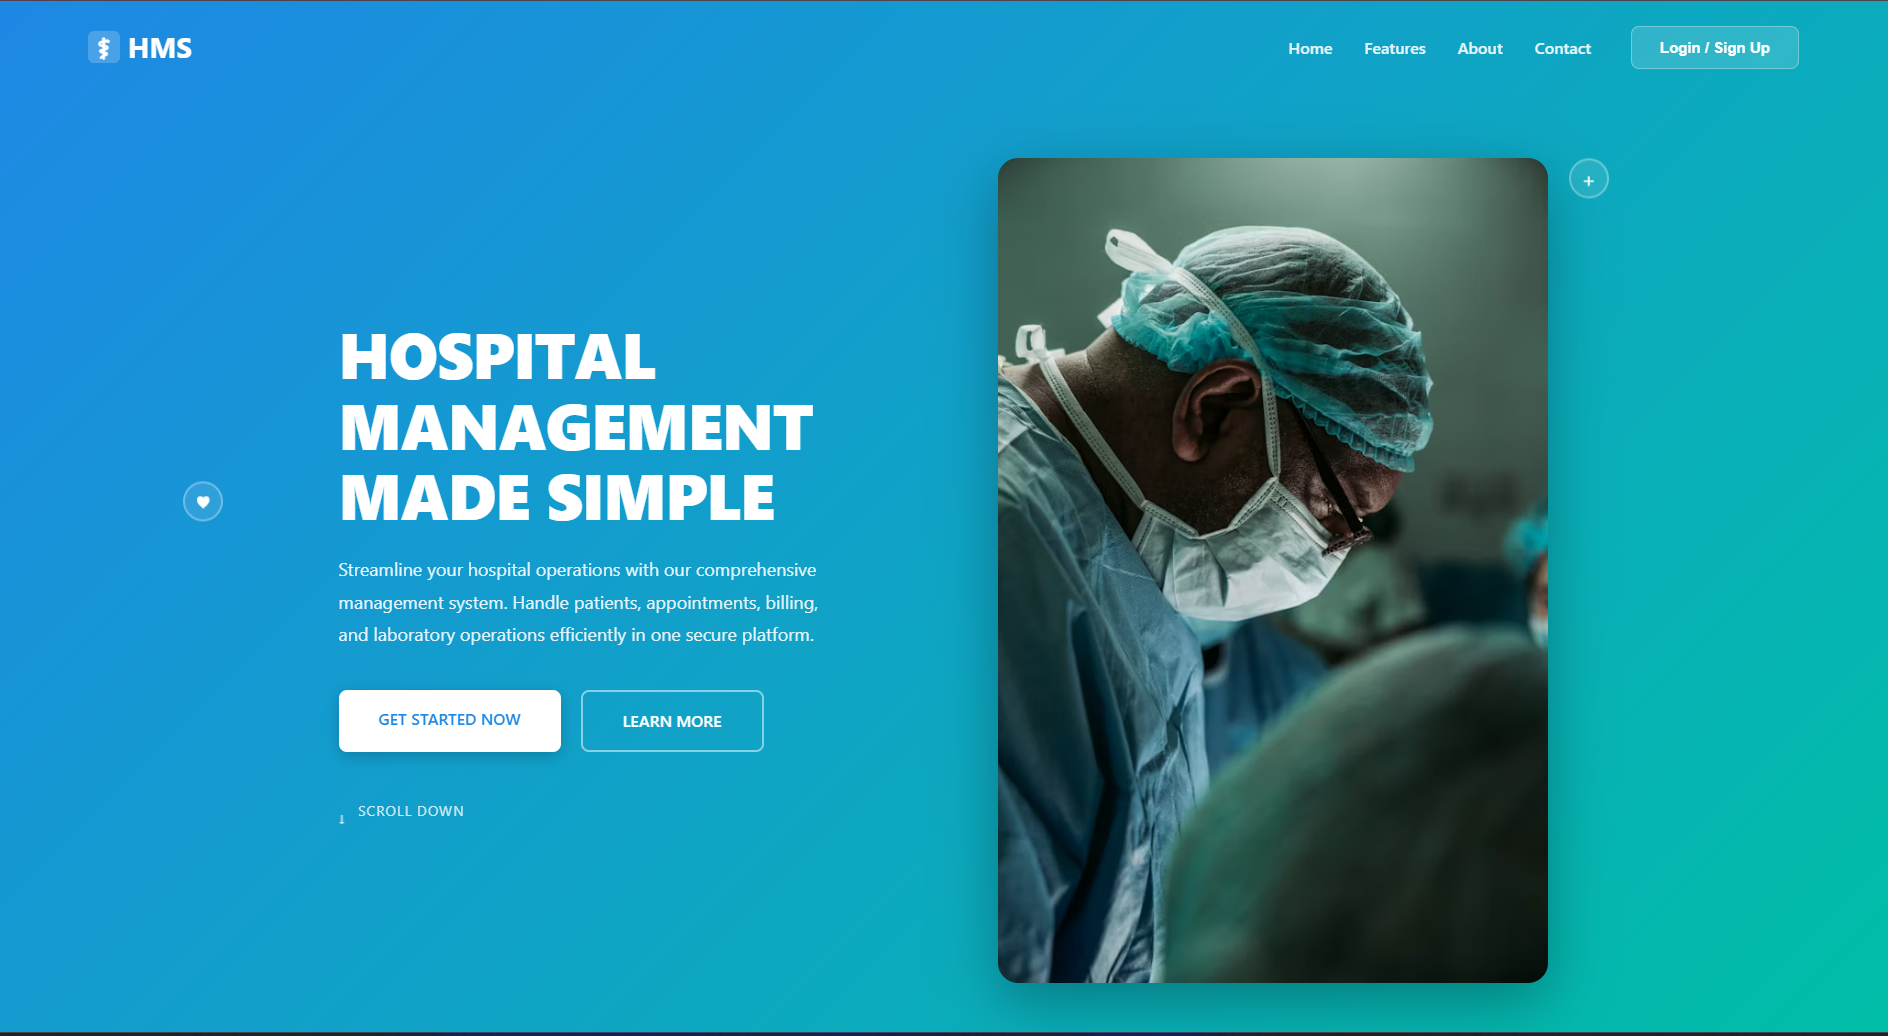 HMS
Home
Features
About
Contact
Login / Sign Up
HOSPITAL
MANAGEMENT
MADE SIMPLE
Streamline your hospital operations with our comprehensive
management system. Handle patients, appointments, billing,
and laboratory operations efficiently in one secure platform.
GET STARTED NOW
LEARN MORE
↓ SCROLL DOWN